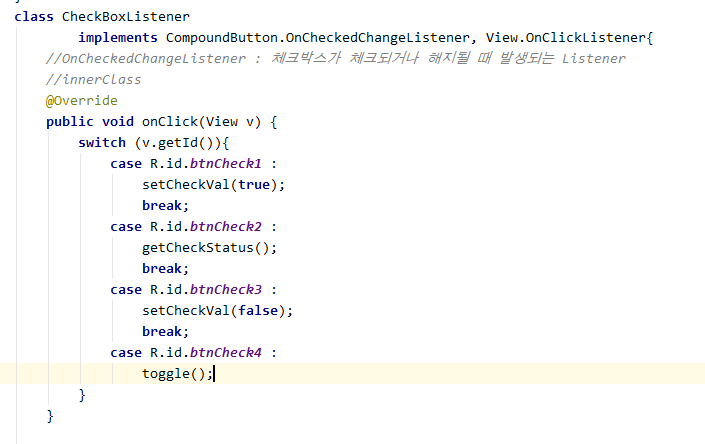 class CheckBoxListener
        implements CompoundButton.OnCheckedChangeListener, View.OnClickListener{
    //OnCheckedChangeListener : 체크박스가 체크되거나 해지될 때 발생되는 Listener
    //innerClass
    @Override
    public void onClick(View v) {
        switch (v.getId()){
            case R.id.btnCheck1 :
                setCheckVal(true);
                break;
            case R.id.btnCheck2 :
                getCheckStatus();
                break;
            case R.id.btnCheck3 :
                setCheckVal(false);
                break;
            case R.id.btnCheck4 :
                toggle();
        }
    }